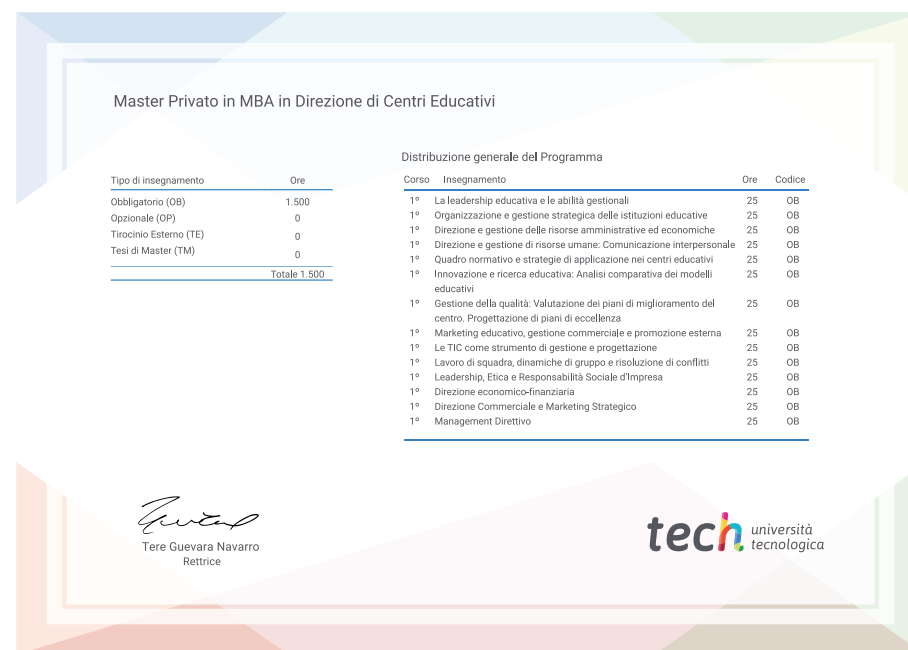 Master Privato in MBA in Direzione di Centri Educativi
Tipo di insegnamento Ore
Obbligatorio (OB) 1.500
Opzionale (OP) 0
Tirocinio Esterno (TE) 0
Tesi di Master (TM) 0
Totale 1.500
Distribuzione generale del Programma
Corso Insegnamento Ore Codice
1º La leadership educativa e le abilità gestionali 25 OB
1º Organizzazione e gestione strategica delle istituzioni educative 25 OB
1º Direzione e gestione delle risorse amministrative ed economiche 25 OB
1º Direzione e gestione di risorse umane: Comunicazione interpersonale 25 OB
1º Quadro normativo e strategie di applicazione nei centri educativi 25 OB
1º Innovazione e ricerca educativa: Analisi comparativa dei modelli 25 OB
educativi
1º Gestione della qualità: Valutazione dei piani di miglioramento del 25 OB
centro. Progettazione di piani di eccellenza
1º Marketing educativo, gestione commerciale e promozione esterna 25 OB
1º Le TIC come strumento di gestione e progettazione 25 OB
1º Lavoro di squadra, dinamiche di gruppo e risoluzione di conflitti 25 OB
1º Leadership, Etica e Responsabilità Sociale d'Impresa 25 OB
1º Direzione economico-finanziaria 25 OB
1º Direzione Commerciale e Marketing Strategico 25 OB
1º Management Direttivo 25 OB
Tere Guevara Navarro
Rettrice
tech università
tecnologica